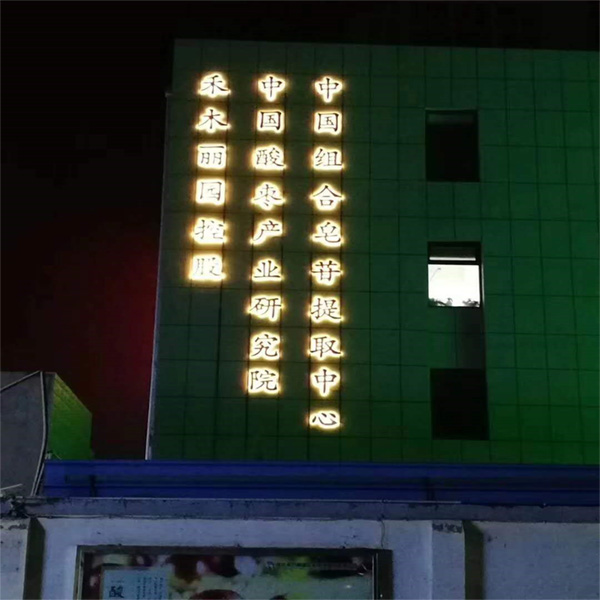 中国组合皂苷提取中心
中国酸枣产业研究院
禾木丽园控股
酸